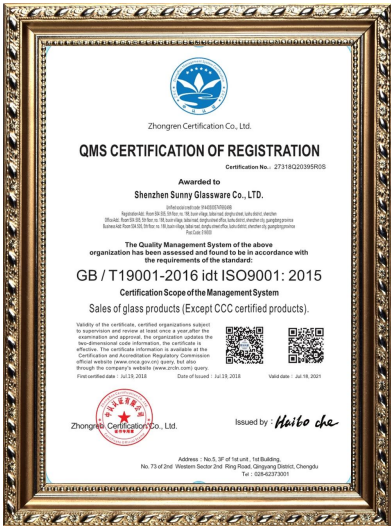 Zhongren Certification Co., Ltd.
QMS CERTIFICATION OF REGISTRATION
Certification No.: 27318Q20395R0S
Awarded to
Shenzhen Sunny Glassware Co., LTD.
The Quality Management System of the above
organization has been assessed and found to be in accordance with
the requirements of the standard:
GB / T19001-2016 idt ISO9001: 2015
Certification Scope of the Management System
Sales of glass products (Except CCC certified products).
Validity of the certificate, certified organizations subject
to supervision and review at least once a year.after the
examination and approval, the organization updates the
two-dimensional code information, the certificate is
effective. The certificate information is available at the
Certification and Accreditation Regulatory Commission
official website (www.cnca.gov.cn) query, but also
through the company's website (www.zrcln.com) query.
First certified date : Jul 19, 2018 Date of Issued : Jul 19, 2018 Valid date : Jul 18, 2021
Zhongren Certification Co., Ltd.
Issued by : Haibo che
Address : No.5, 3F of 1st unit, 1st Building,
No. 73 of 2nd Western Sector 2nd Ring Road, Qingyang District, Chengdu
Tel : 028-62373001